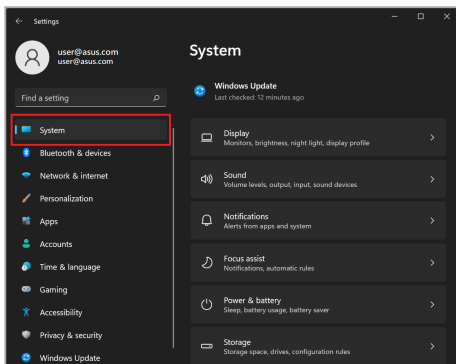 Settings
user@asus.com
user@asus.com
Find a setting
System
Bluetooth & devices
Network & internet
Personalization
Apps
Accounts
Time & language
Gaming
Accessibility
Privacy & security
Windows Update
System
Windows Update
Last checked: 12 minutes ago
Display
Monitors, brightness, night light, display profile
Sound
Volume levels, output, input, sound devices
Notifications
Alerts from apps and system
Focus assist
Notifications, automatic rules
Power & battery
Sleep, battery usage, battery saver
Storage
Storage space, drives, configuration rules